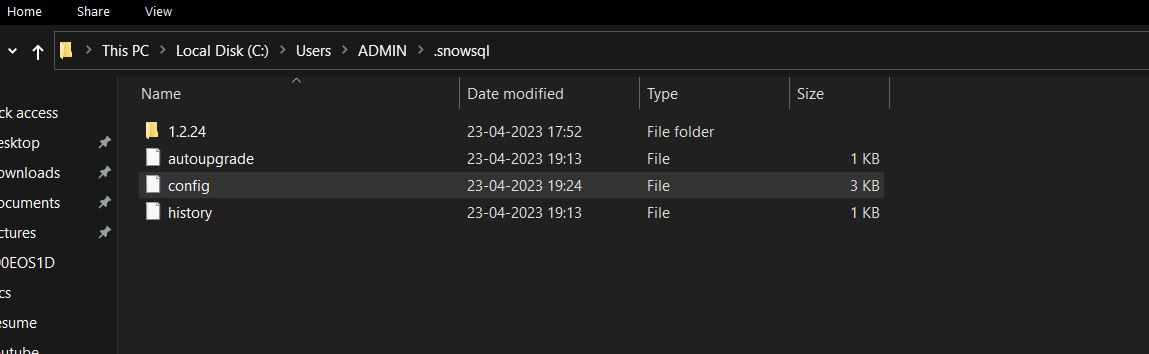 Home Share View
This PC > Local Disk (C:) > Users > ADMIN > .snowsql
Name Date modified Type Size
ck access
esktop
ownloads
ocuments
ctures
00EOS1D
cs
esume
outube
1.2.24 23-04-2023 17:52 File folder
autoupgrade 23-04-2023 19:13 File 1 KB
config 23-04-2023 19:24 File 3 KB
history 23-04-2023 19:13 File 1 KB